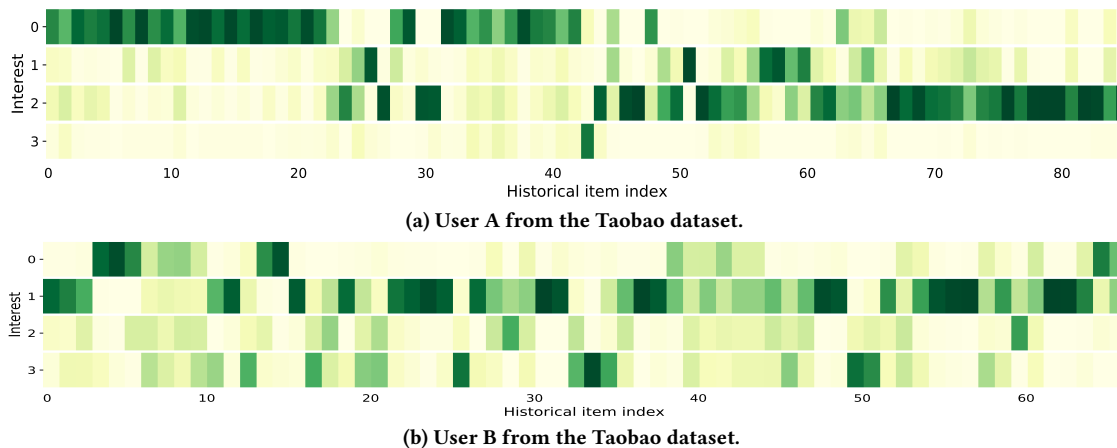 0
1
2
3
Interest
0 10 20 30 40 50 60 70 80
Historical item index
(a) User A from the Taobao dataset.
0
1
2
3
Interest
0 10 20 30 40 50 60
Historical item index
(b) User B from the Taobao dataset.